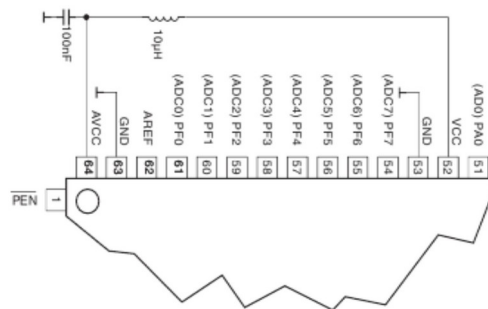 100nF
10µH
AVCC
GND
AREF
(ADC0) PF0
(ADC1) PF1
(ADC2) PF2
(ADC3) PF3
(ADC4) PF4
(ADC5) PF5
(ADC6) PF6
(ADC7) PF7
GND
VCC
(AD0) PA0
64
63
62
61
60
59
58
57
56
55
54
53
52
51
PEN
1